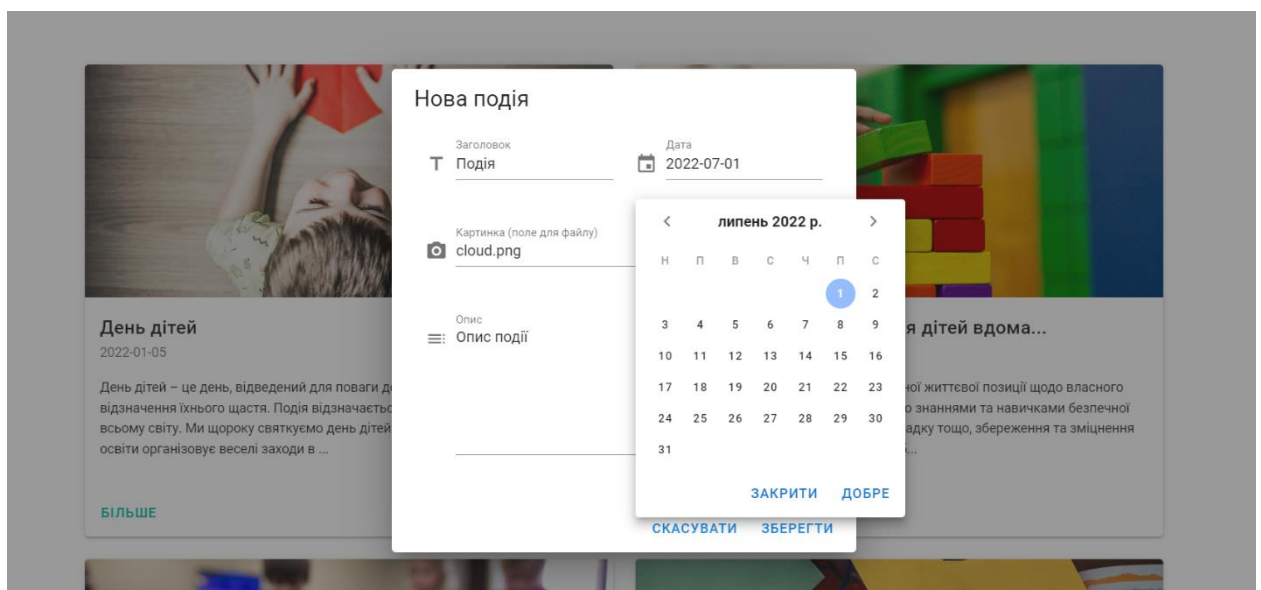 Нова подія
Заголовок
Подія
Дата
2022-07-01
Картинка (поле для файлу)
cloud.png
Опис
Опис події
липень 2022 р.
Н П В С Ч П С
1 2
3 4 5 6 7 8 9
10 11 12 13 14 15 16
17 18 19 20 21 22 23
24 25 26 27 28 29 30
31
ЗАКРИТИ ДОБРЕ
СКАСУВАТИ ЗБЕРЕГТИ
День дітей
2022-01-05
День дітей – це день, відведений для поваги
відзначення їхнього щастя. Подія
всьому світу. Ми щороку святкуємо день дітей
освіти організовує веселі заходи в ...
БІЛЬШЕ
я дітей вдома...
ної життєвої позиції щодо власного
о знаннями та навичками безпечної
адку тощо, збереження та зміцнення